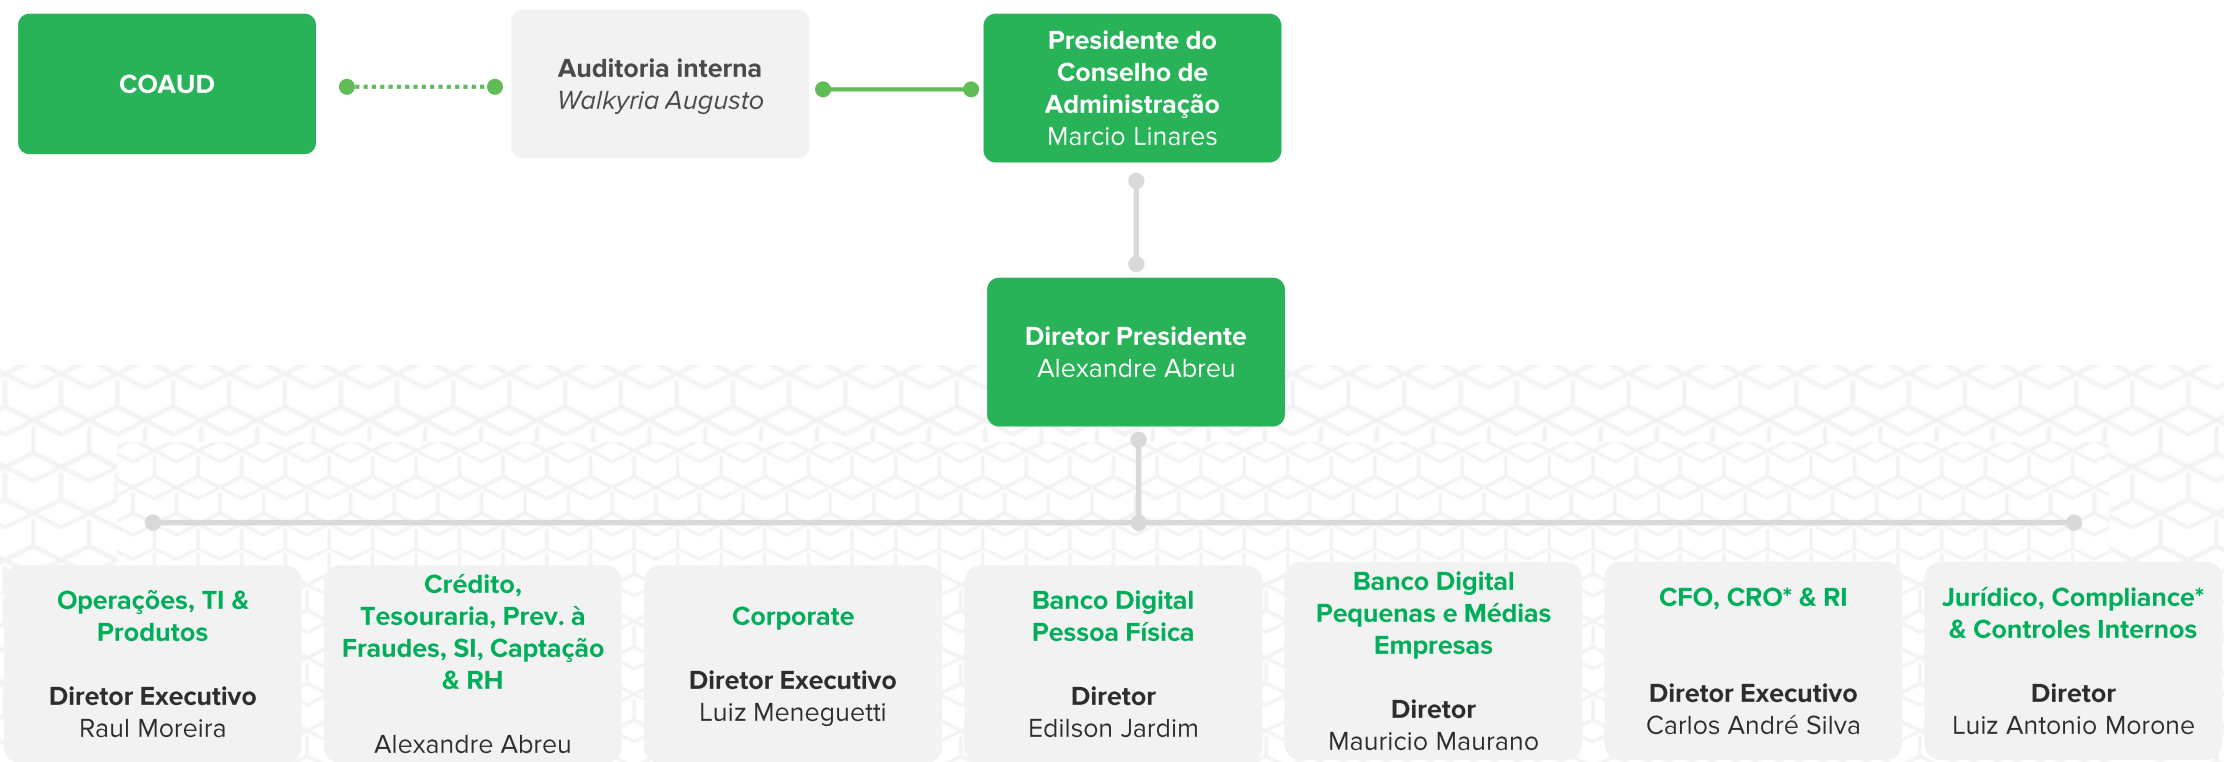 COAUD
Auditoria interna
Walkyria Augusto
Presidente do
Conselho de
Administração
Marcio Linares
Diretor Presidente
Alexandre Abreu
Operações, TI &
Produtos
Diretor Executivo
Raul Moreira
Crédito,
Tesouraria, Prev. à
Fraudes, SI, Captação
& RH
Alexandre Abreu
Corporate
Diretor Executivo
Luiz Meneguetti
Banco Digital
Pessoa Física
Diretor
Edilson Jardim
Banco Digital
Pequenas e Médias
Empresas
Diretor
Mauricio Maurano
CFO, CRO* & RI
Diretor Executivo
Carlos André Silva
Jurídico, Compliance*
& Controles Internos
Diretor
Luiz Antonio Morone